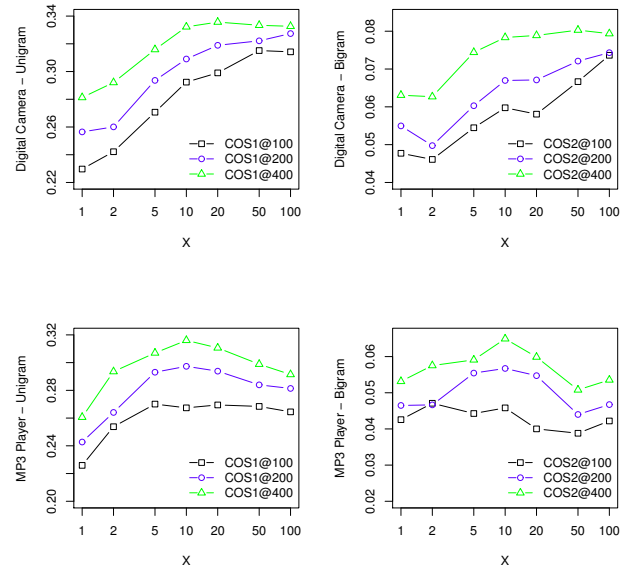 Digital Camera − Unigram
0.22 0.26 0.30 0.34
COS1@100
COS1@200
COS1@400
1 2 5 10 20 50 100
X
Digital Camera − Bigram
0.04 0.05 0.06 0.07 0.08
COS2@100
COS2@200
COS2@400
1 2 5 10 20 50 100
X
MP3 Player − Unigram
0.20 0.24 0.28 0.32
COS1@100
COS1@200
COS1@400
1 2 5 10 20 50 100
X
MP3 Player − Bigram
0.02 0.03 0.04 0.05 0.06
COS2@100
COS2@200
COS2@400
1 2 5 10 20 50 100
X